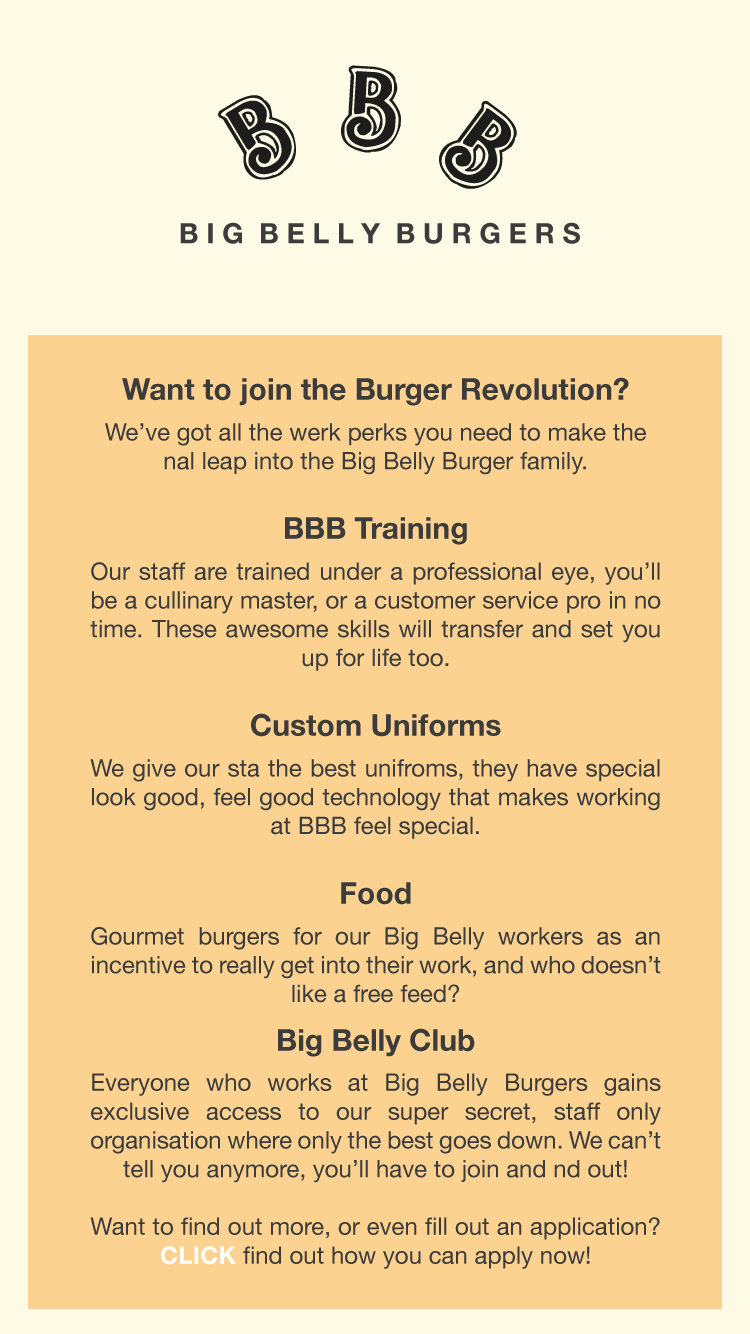 B B B
BIG BELLY BURGERS
Want to join the Burger Revolution?
We’ve got all the werk perks you need to make the
nal leap into the Big Belly Burger family.
BBB Training
Our staff are trained under a professional eye, you’ll
be a cullinary master, or a customer service pro in no
time. These awesome skills will transfer and set you
up for life too.
Custom Uniforms
We give our sta the best unifroms, they have special
look good, feel good technology that makes working
at BBB feel special.
Food
Gourmet burgers for our Big Belly workers as an
incentive to really get into their work, and who doesn’t
like a free feed?
Big Belly Club
Everyone who works at Big Belly Burgers gains
exclusive access to our super secret, staff only
organisation where only the best goes down. We can’t
tell you anymore, you’ll have to join and nd out!
Want to find out more, or even fill out an application?
CLICK find out how you can apply now!